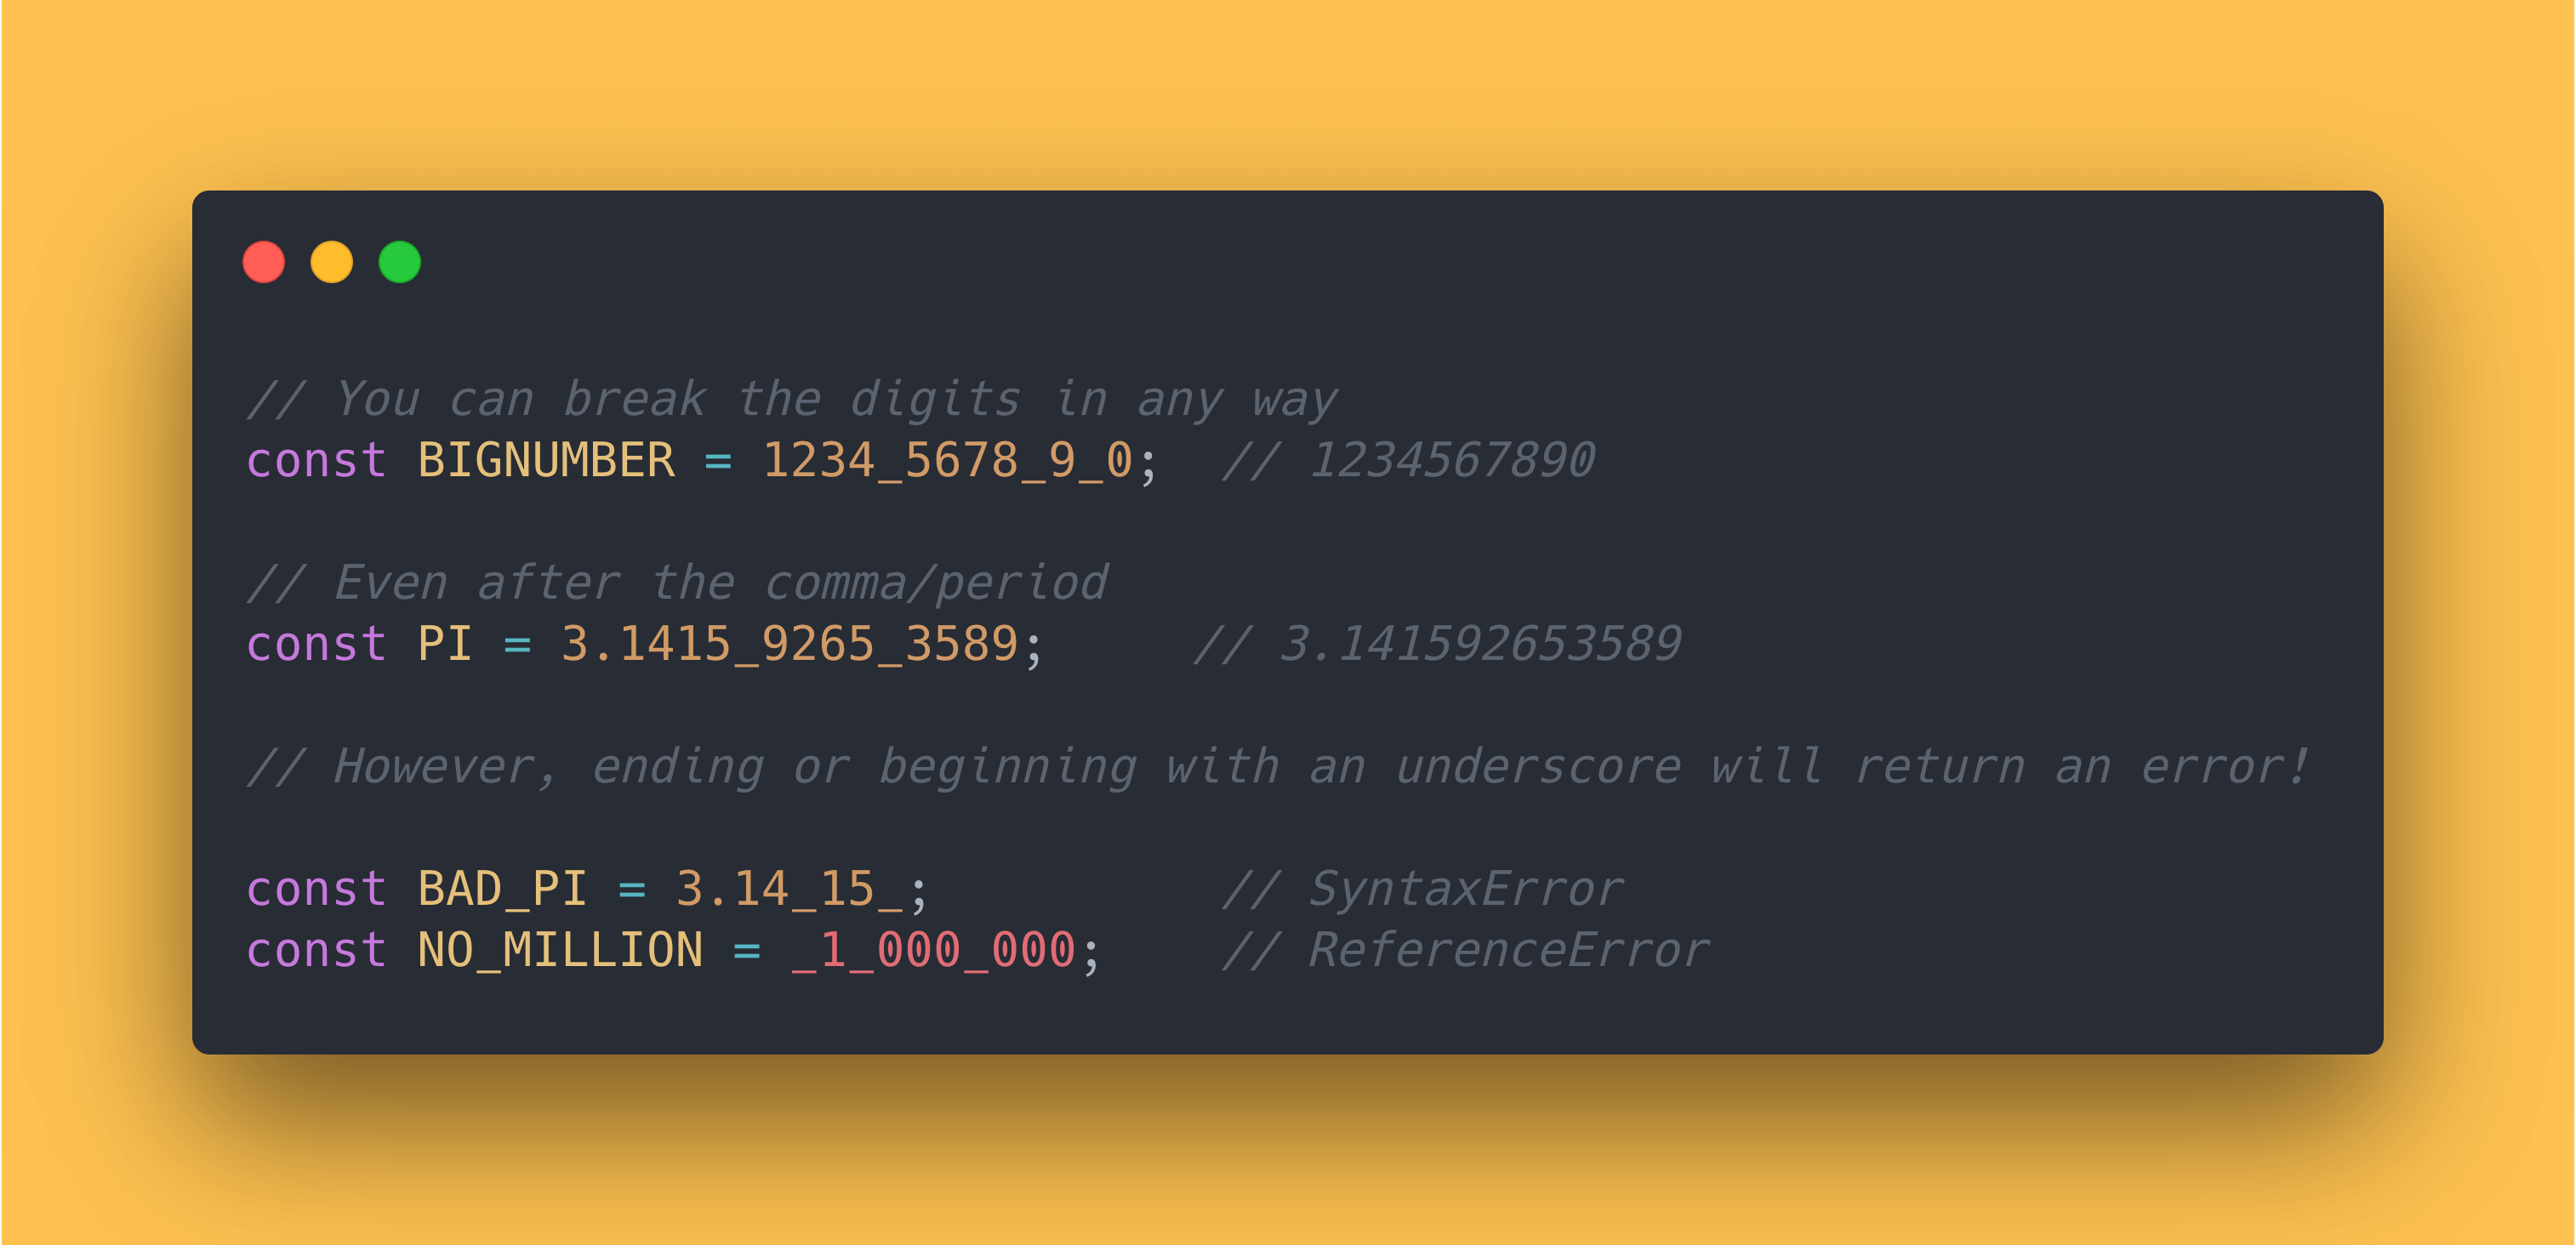 // You can break the digits in any way
const BIGNUMBER = 1234_5678_9_0;  // 1234567890
// Even after the comma/period
const PI = 3.1415_9265_3589;     // 3.141592653589
// However, ending or beginning with an underscore will return an error!
const BAD_PI = 3.14_15_;          // SyntaxError
const NO_MILLION = _1_000_000;    // ReferenceError